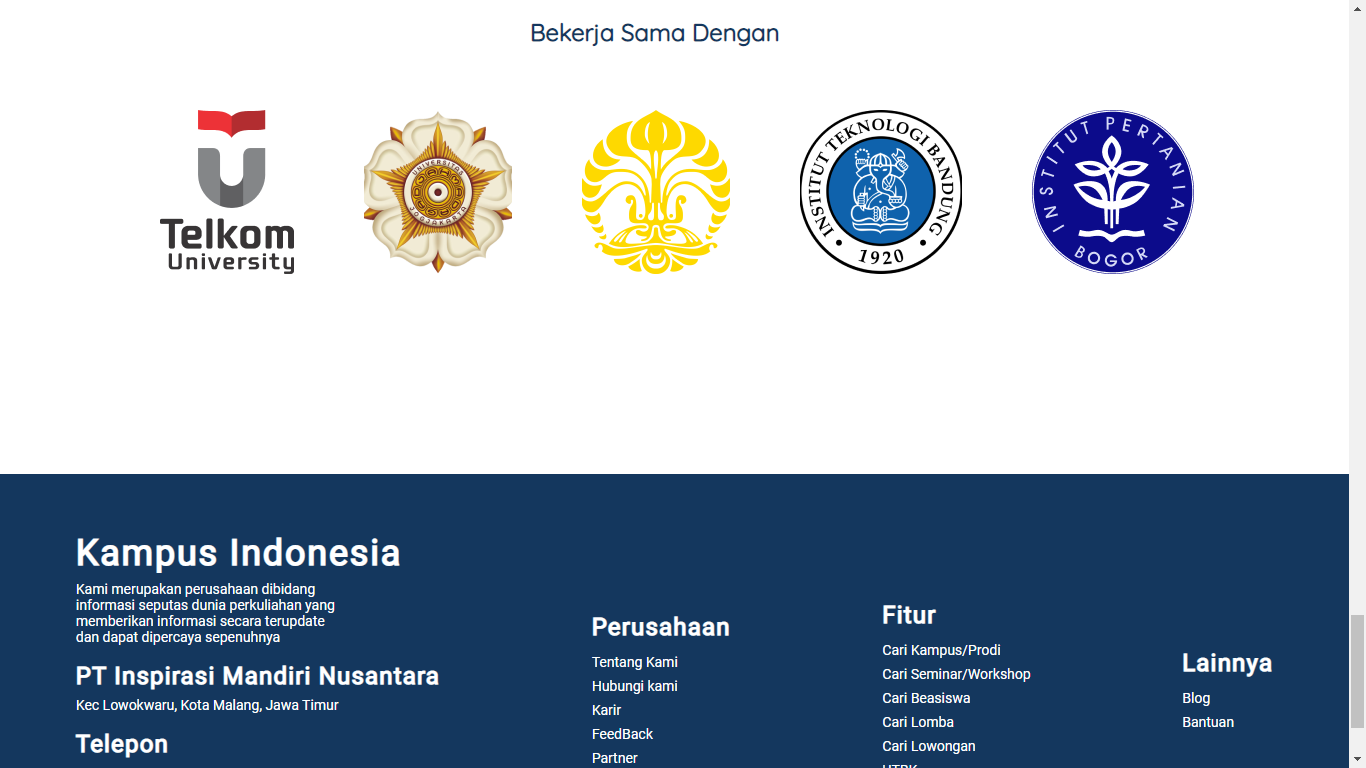 Bekerja Sama Dengan
Telkom
University
UNIVERSITAS
JOGJAKARTA
INSTITUT TEKNOLOGI BANDUNG
1920
INSTITUT PERTANIAN
BOGOR
Kampus Indonesia
Kami merupakan perusahaan dibidang
informasi seputas dunia perkuliahan yang
memberikan informasi secara terupdate
dan dapat dipercaya sepenuhnya
PT Inspirasi Mandiri Nusantara
Kec Lowokwaru, Kota Malang, Jawa Timur
Telepon
Perusahaan
Tentang Kami
Hubungi kami
Karir
FeedBack
Partner
Fitur
Cari Kampus/Prodi
Cari Seminar/Workshop
Cari Beasiswa
Cari Lomba
Cari Lowongan
UTBK
Lainnya
Blog
Bantuan